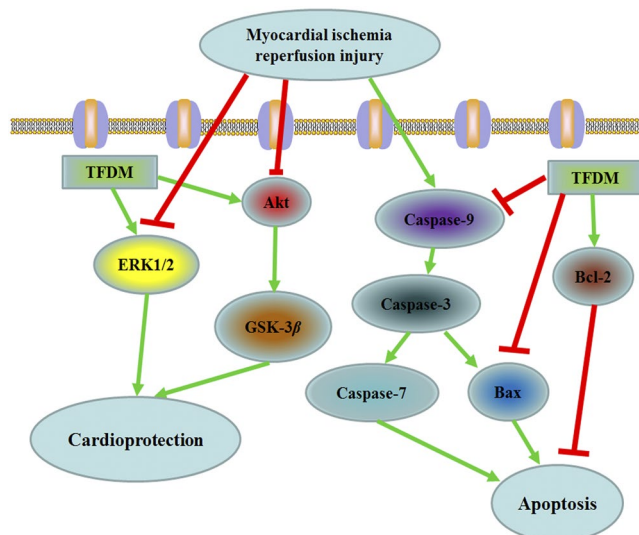 Myocardial ischemia
reperfusion injury
TFDM
TFDM
Akt
Caspase-9
ERK1/2
Bcl-2
Caspase-3
GSK-3β
Caspase-7
Bax
Cardioprotection
Apoptosis